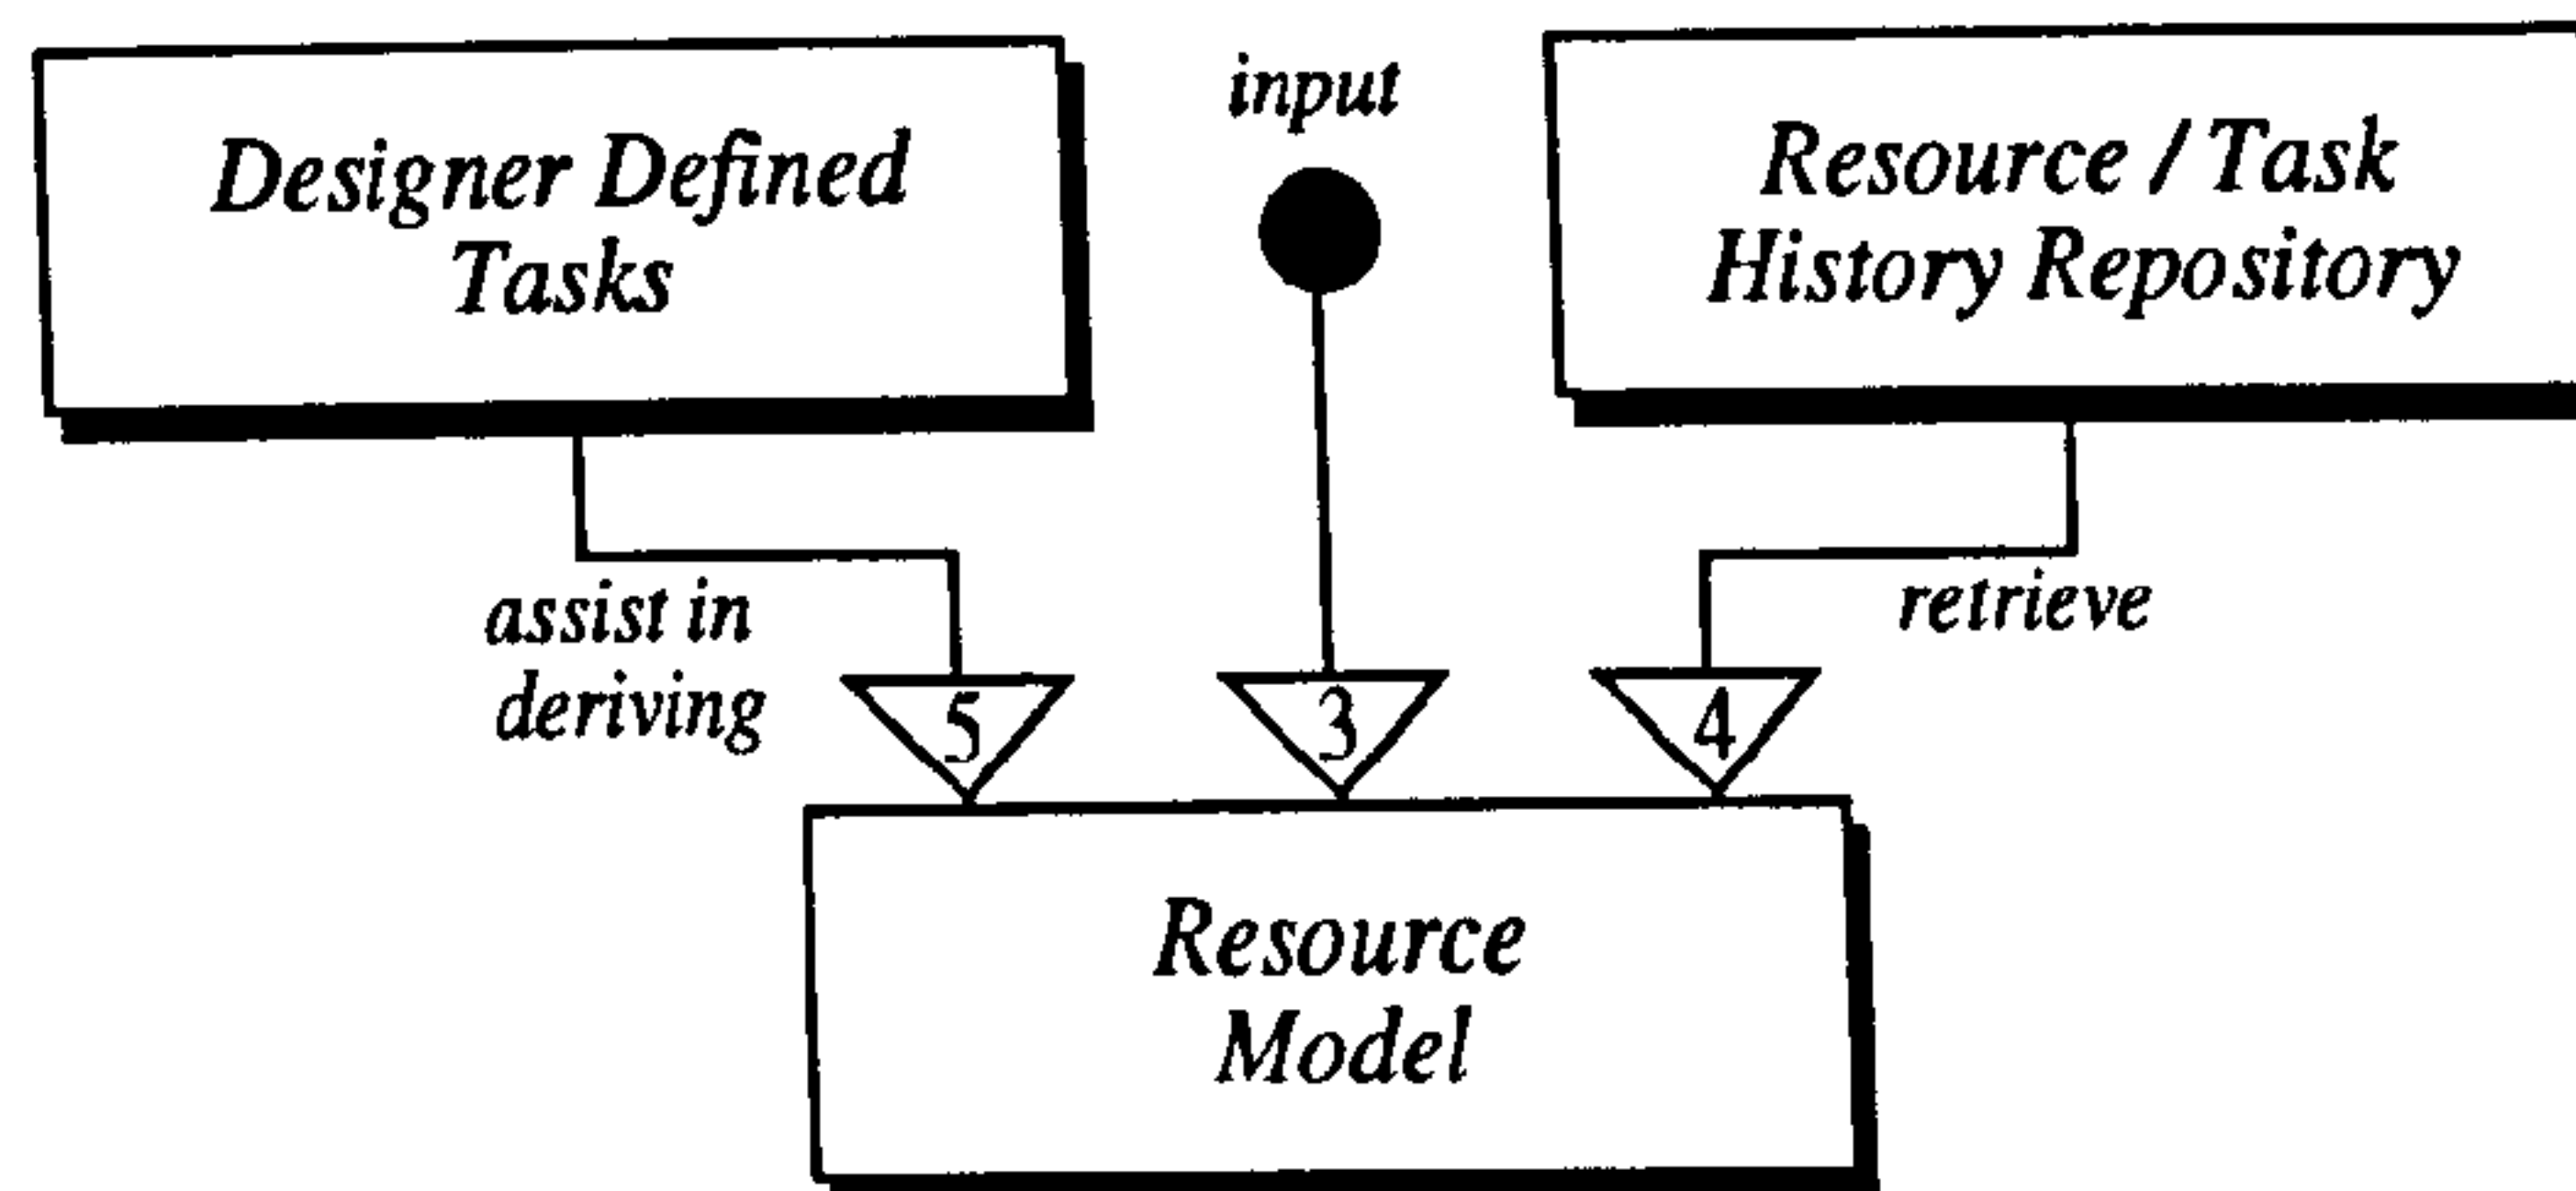 Designer Defined
Tasks
input
Resource / Task
History Repository
assist in
deriving
retrieve
5
3
4
Resource
Model